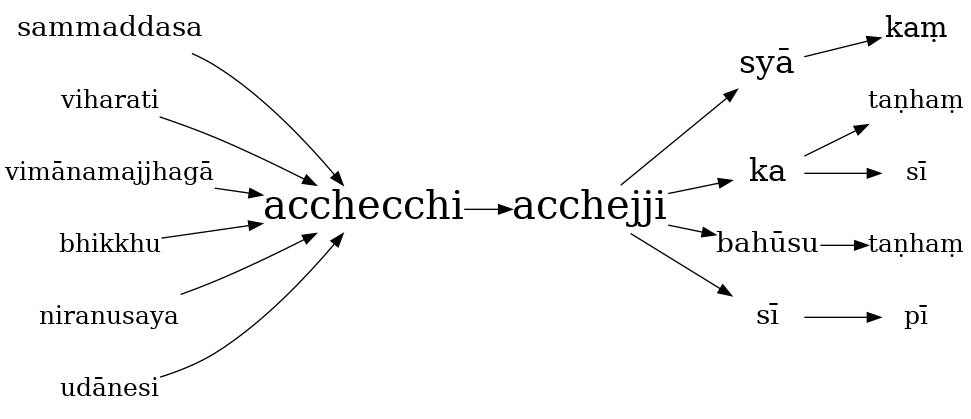 sammaddasa
viharati
vimānamajjhagā
bhikkhu
niranusaya
udānesi
acchecchi
acchejji
syā
ka
bahūsu
sī
kaṃ
taṇhaṃ
sī
taṇhaṃ
pī